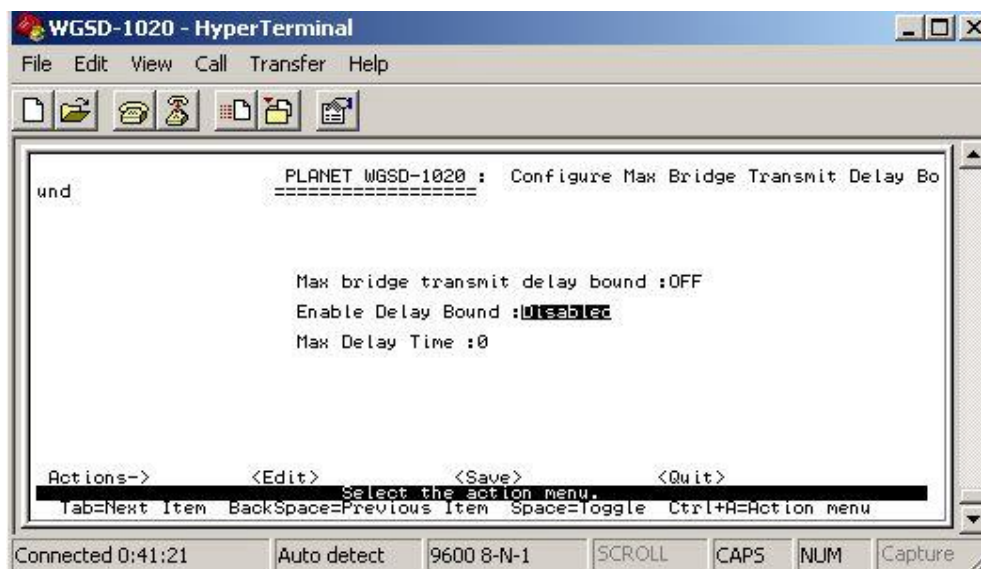 WGSD-1020 - HyperTerminal
File Edit View Call Transfer Help
PLANET WGSD-1020 : Configure Max Bridge Transmit Delay Bo
und
==================
Max bridge transmit delay bound :OFF
Enable Delay Bound :Disabled
Max Delay Time :0
Actions-> <Edit> <Save> <Quit>
Select the action menu.
Tab=Next Item BackSpace=Previous Item Space=Toggle Ctrl+A=Action menu
Connected 0:41:21 Auto detect 9600 8-N-1 SCROLL CAPS NUM Capture